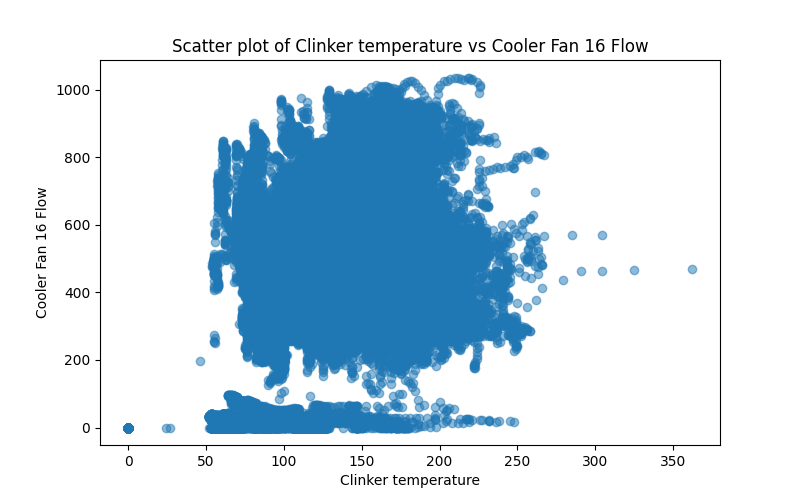 Scatter plot of Clinker temperature vs Cooler Fan 16 Flow
1000
800
600
400
200
0
Cooler Fan 16 Flow
0 50 100 150 200 250 300 350
Clinker temperature